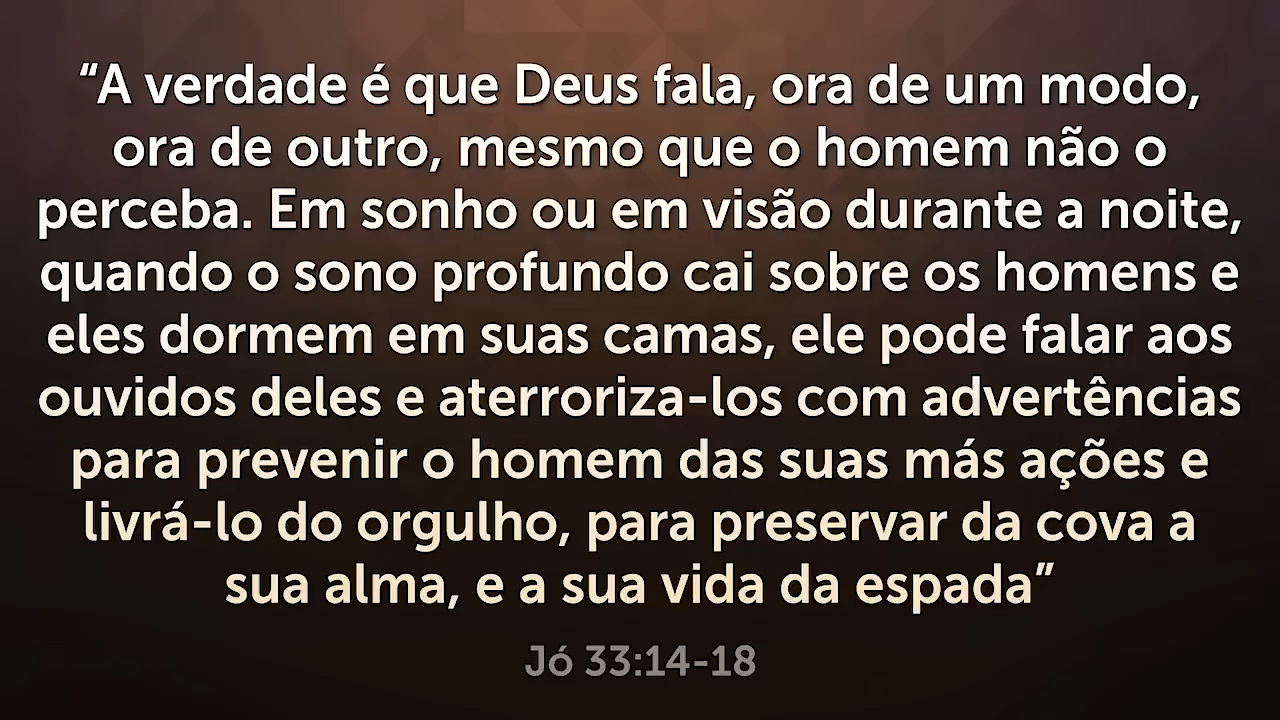 “A verdade é que Deus fala, ora de um modo,
ora de outro, mesmo que o homem não o
perceba. Em sonho ou em visão durante a noite,
quando o sono profundo cai sobre os homens e
eles dormem em suas camas, ele pode falar aos
ouvidos deles e aterroriza-los com advertências
para prevenir o homem das suas más ações e
livrá-lo do orgulho, para preservar da cova a
sua alma, e a sua vida da espada”
Jó 33:14-18